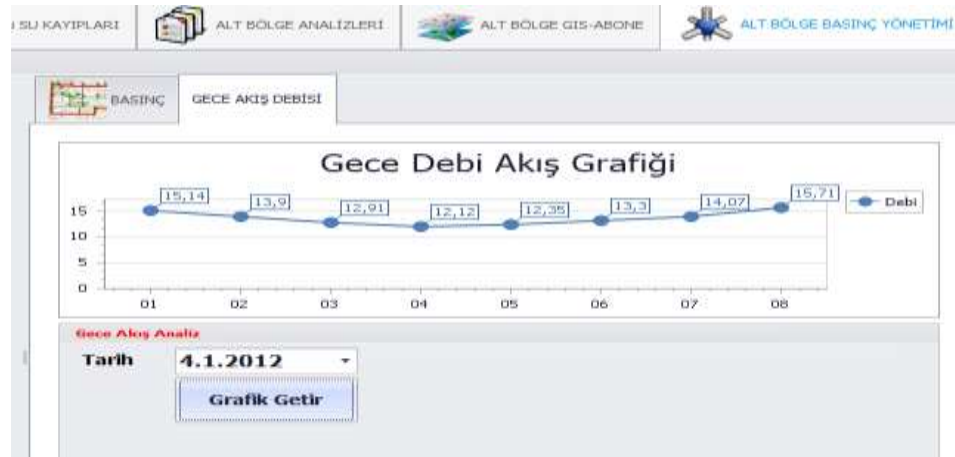 SU KAYIPLARI
ALT BÖLGE ANALİZLERİ
ALT BÖLGE GIS-ABONE
ALT BÖLGE BASINÇ YÖNETİMİ
BASINÇ
GECE AKIŞ DEBİSİ
Gece Debi Akış Grafiği
15,14
13,9
12,91
12,12
12,35
13,3
14,07
15,71
Debi
15
10
5
0
01 02 03 04 05 06 07 08
Gece Akış Analiz
Tarih 4.1.2012
Grafik Getir